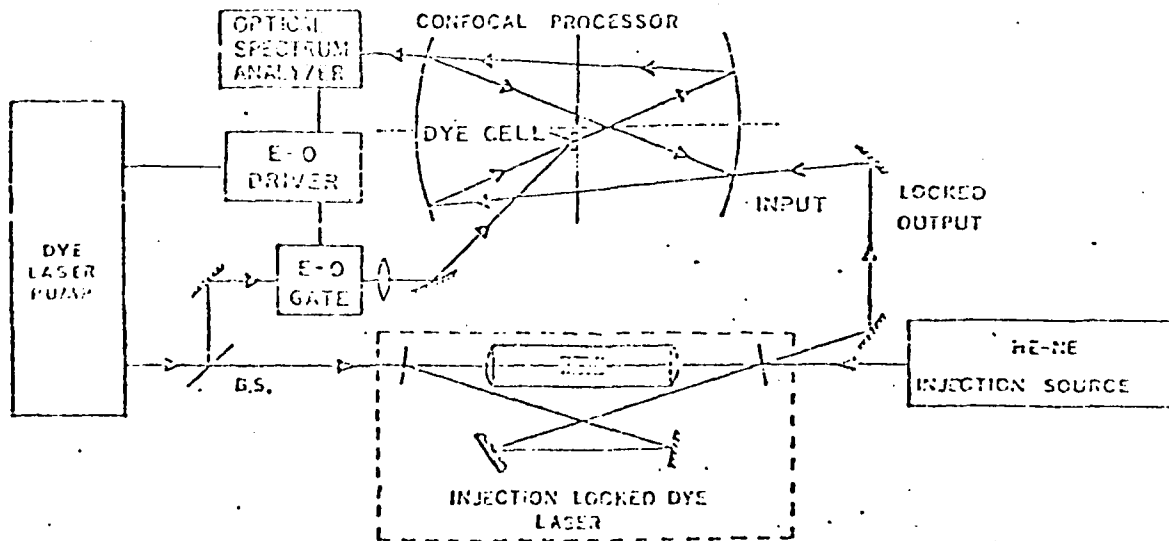 OPTICAL
SPECTRUM
ANALYZER
CONFOCAL PROCESSOR
DYE CELL
E-O
DRIVER
INPUT
LOCKED
OUTPUT
DYE
LASER
PUMP
E-O
GATE
B.S.
HE-NE
INJECTION SOURCE
INJECTION LOCKED DYE
LASER